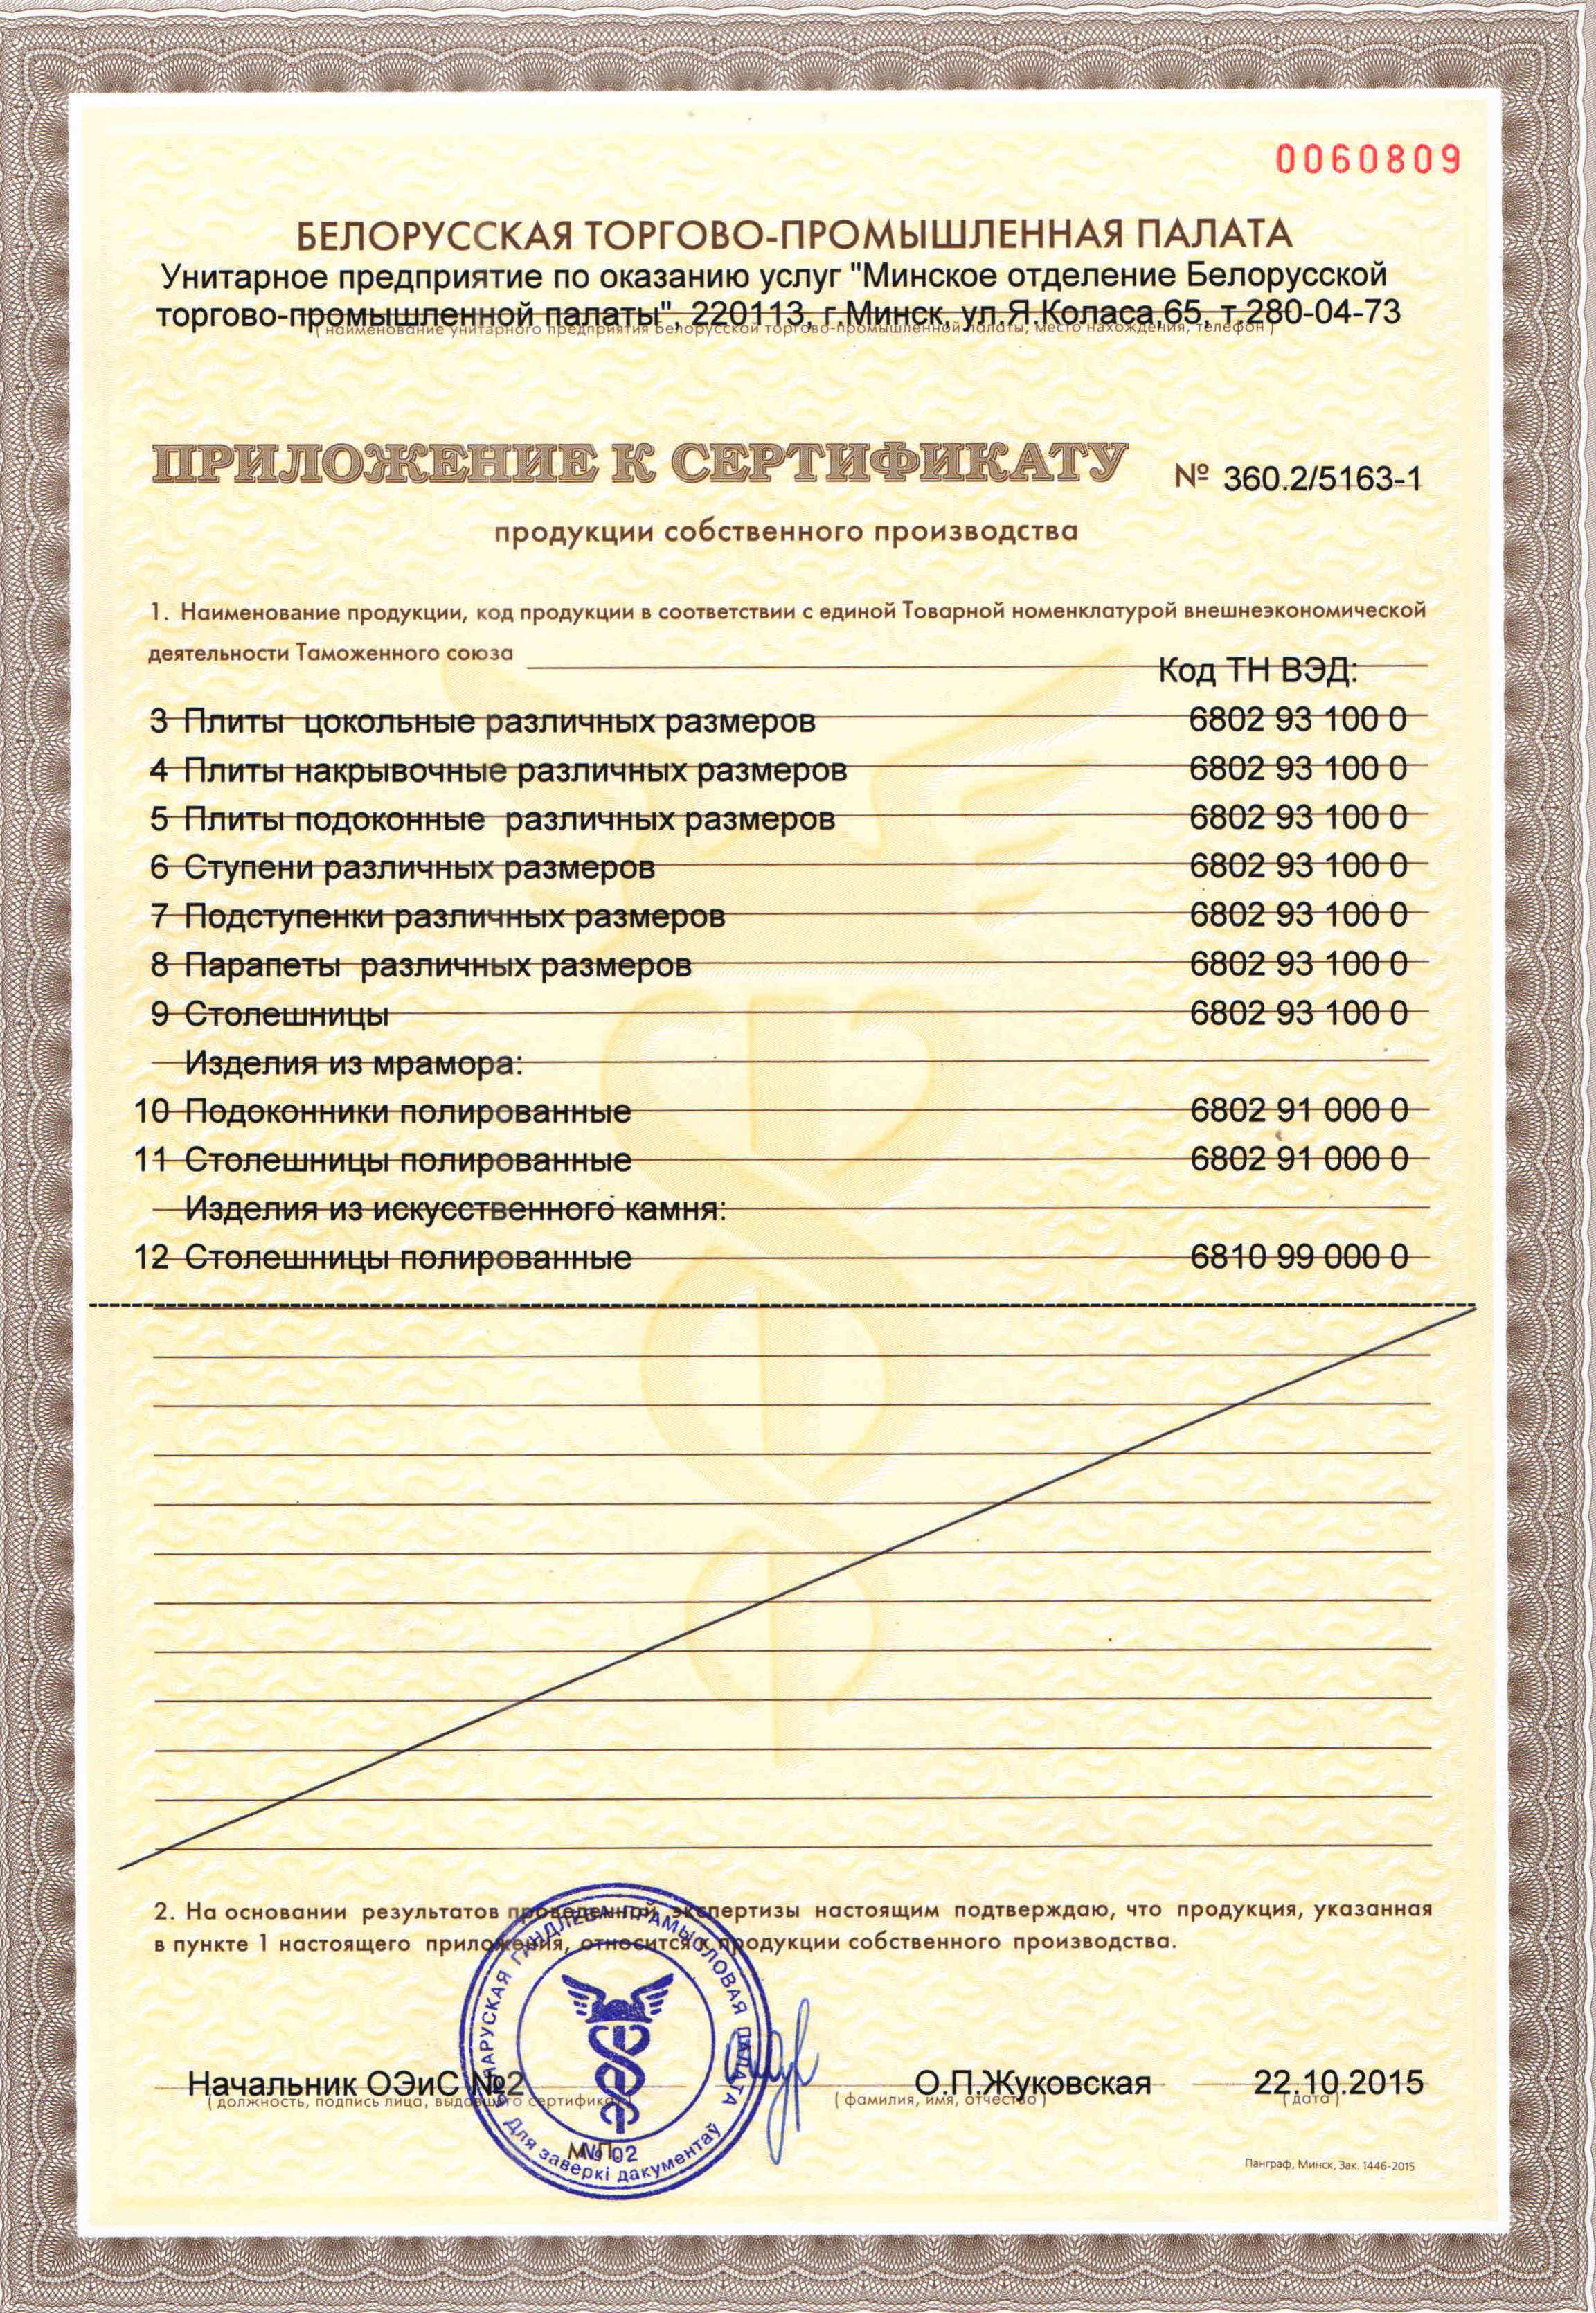 0060809
БЕЛОРУССКАЯ ТОРГОВО-ПРОМЫШЛЕННАЯ ПАЛАТА
Унитарное предприятие по оказанию услуг "Минское отделение Белорусской
торгово-промышленной палаты", 220113, г.Минск, ул.Я.Коласа,65, т.280-04-73
( наименование унитарного предприятия Белорусской торгово-промышленной палаты, место нахождения, телефон )
ПРИЛОЖЕНИЕ К СЕРТИФИКАТУ № 360.2/5163-1
продукции собственного производства
1. Наименование продукции, код продукции в соответствии с единой Товарной номенклатурой внешнеэкономической
деятельности Таможенного союза
Код ТН ВЭД:
3 Плиты цокольные различных размеров 6802 93 100 0
4 Плиты накрывочные различных размеров 6802 93 100 0
5 Плиты подоконные различных размеров 6802 93 100 0
6 Ступени различных размеров 6802 93 100 0
7 Подступенки различных размеров 6802 93 100 0
8 Парапеты различных размеров 6802 93 100 0
9 Столешницы 6802 93 100 0
Изделия из мрамора:
10 Подоконники полированные 6802 91 000 0
11 Столешницы полированные 6802 91 000 0
Изделия из искусственного камня:
12 Столешницы полированные 6810 99 000 0
2. На основании результатов проведенной экспертизы настоящим подтверждаю, что продукция, указанная
в пункте 1 настоящего приложения, относится к продукции собственного производства.
ГАНДЛЁВА-ПРАМЫСЛОВАЯ ПАЛАТА
Начальник ОЭиС №2 О.П.Жуковская 22.10.2015
( должность, подпись лица, выдавшего сертификат ) ( фамилия, имя, отчество ) ( дата )
М.П.
№ 02
Для заверкі дакументаў
Панграф, Минск, Зак. 1446-2015